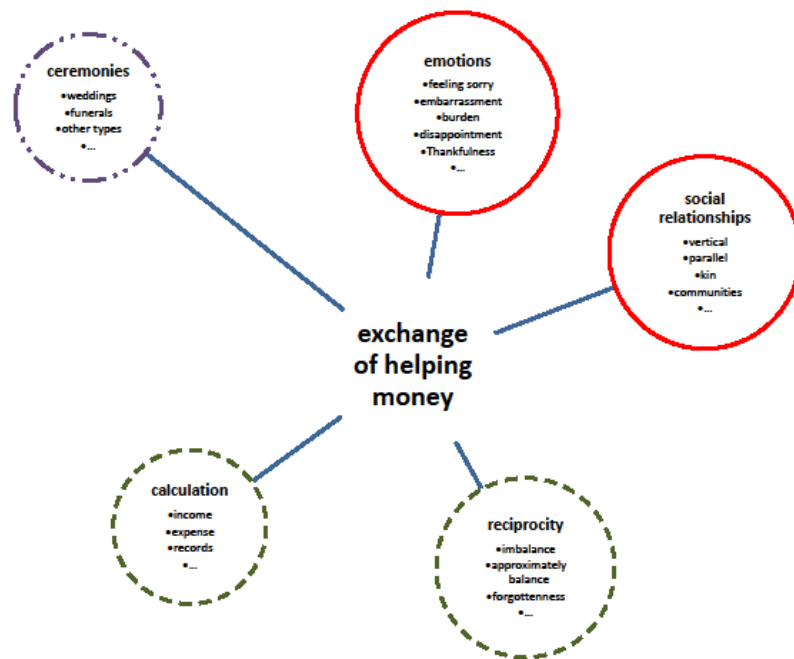 ceremonies
•weddings
•funerals
•other types
•...
emotions
•feeling sorry
•embarrassment
•burden
•disappointment
•Thankfulness
•...
social
relationships
•vertical
•parallel
•kin
•communities
•...
exchange
of helping
money
calculation
•income
•expense
•records
•...
reciprocity
•imbalance
•approximately
balance
•forgottenness
•...